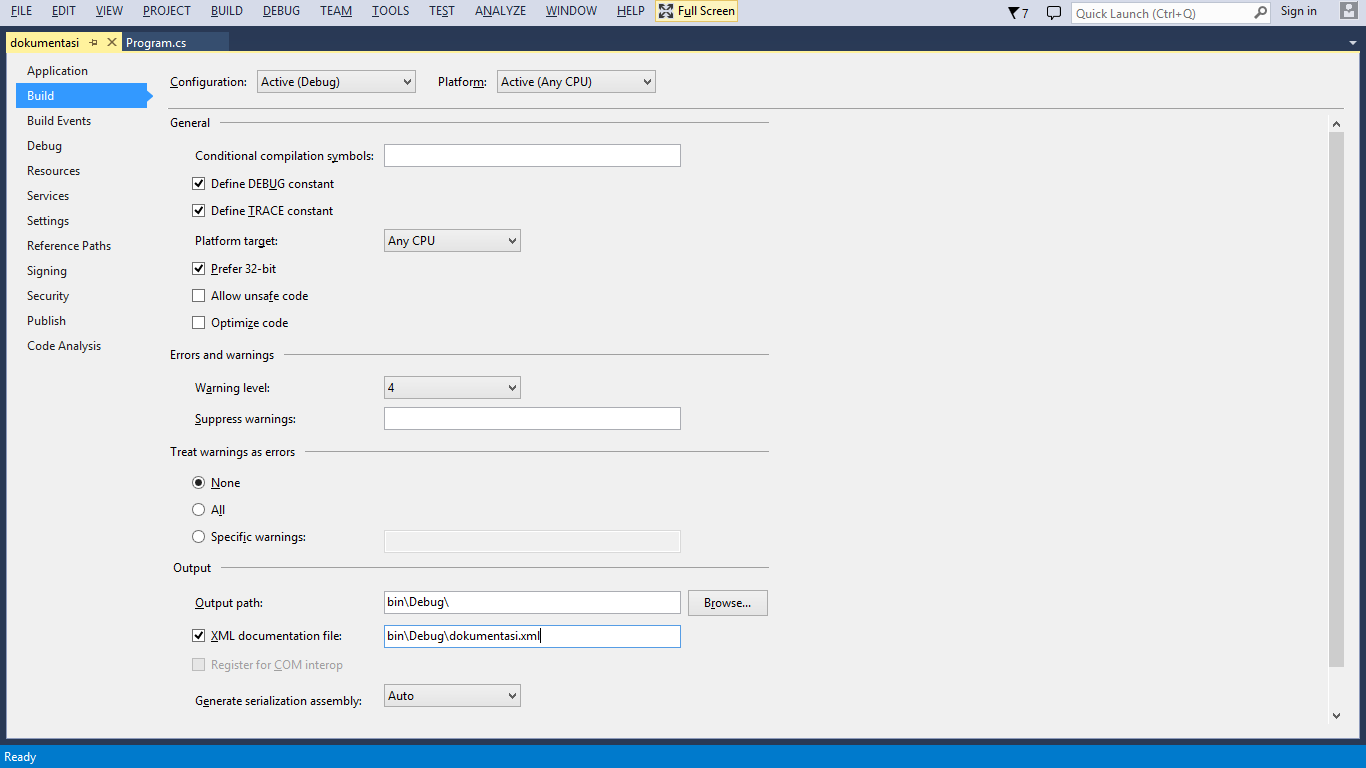 FILE EDIT VIEW PROJECT BUILD DEBUG TEAM TOOLS TEST ANALYZE WINDOW HELP Full Screen 7 Quick Launch (Ctrl+Q) Sign in
dokumentasi Program.cs
Application
Build
Build Events
Debug
Resources
Services
Settings
Reference Paths
Signing
Security
Publish
Code Analysis
Configuration: Active (Debug) Platform: Active (Any CPU)
General
Conditional compilation symbols:
Define DEBUG constant
Define TRACE constant
Platform target: Any CPU
Prefer 32-bit
Allow unsafe code
Optimize code
Errors and warnings
Warning level: 4
Suppress warnings:
Treat warnings as errors
None
All
Specific warnings:
Output
Output path: bin\Debug\ Browse...
XML documentation file: bin\Debug\dokumentasi.xml
Register for COM interop
Generate serialization assembly: Auto
Ready